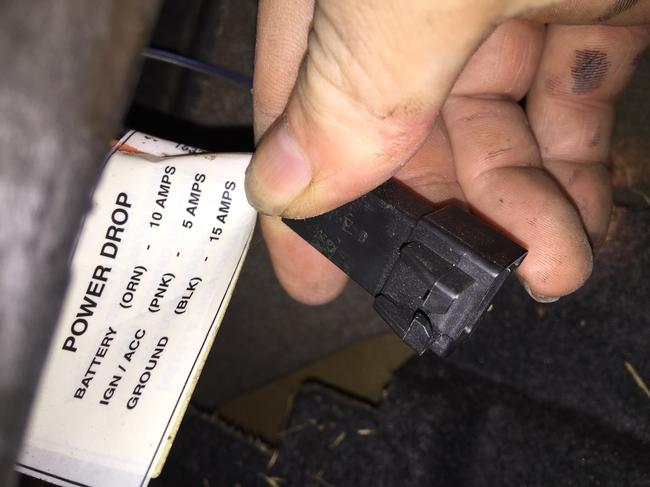 POWER DROP
BATTERY (ORN) - 10 AMPS
IGN / ACC (PNK) - 5 AMPS
GROUND (BLK) - 15 AMPS